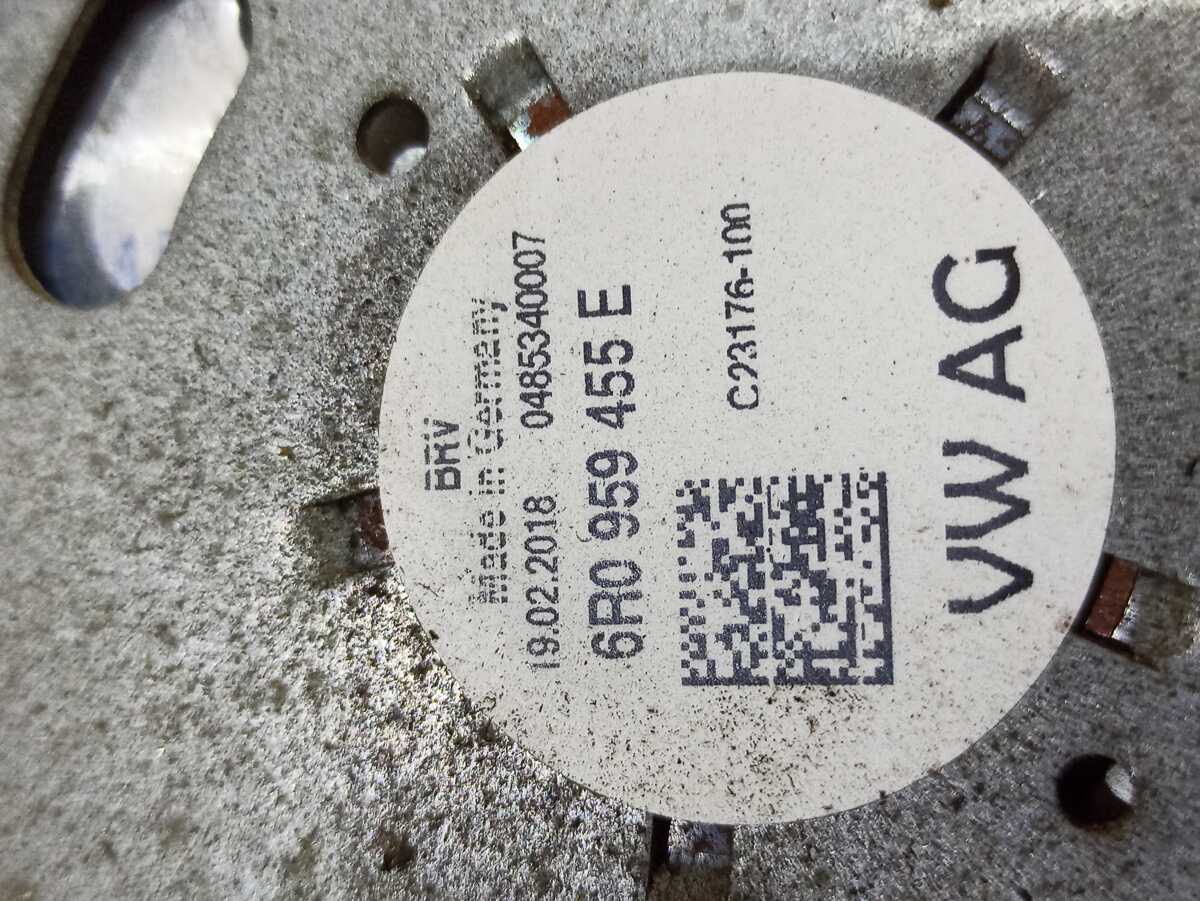 BRV
Made in Germany
19.02.2018 0485340007
6R0 959 455 E
C23176-100
VW AG